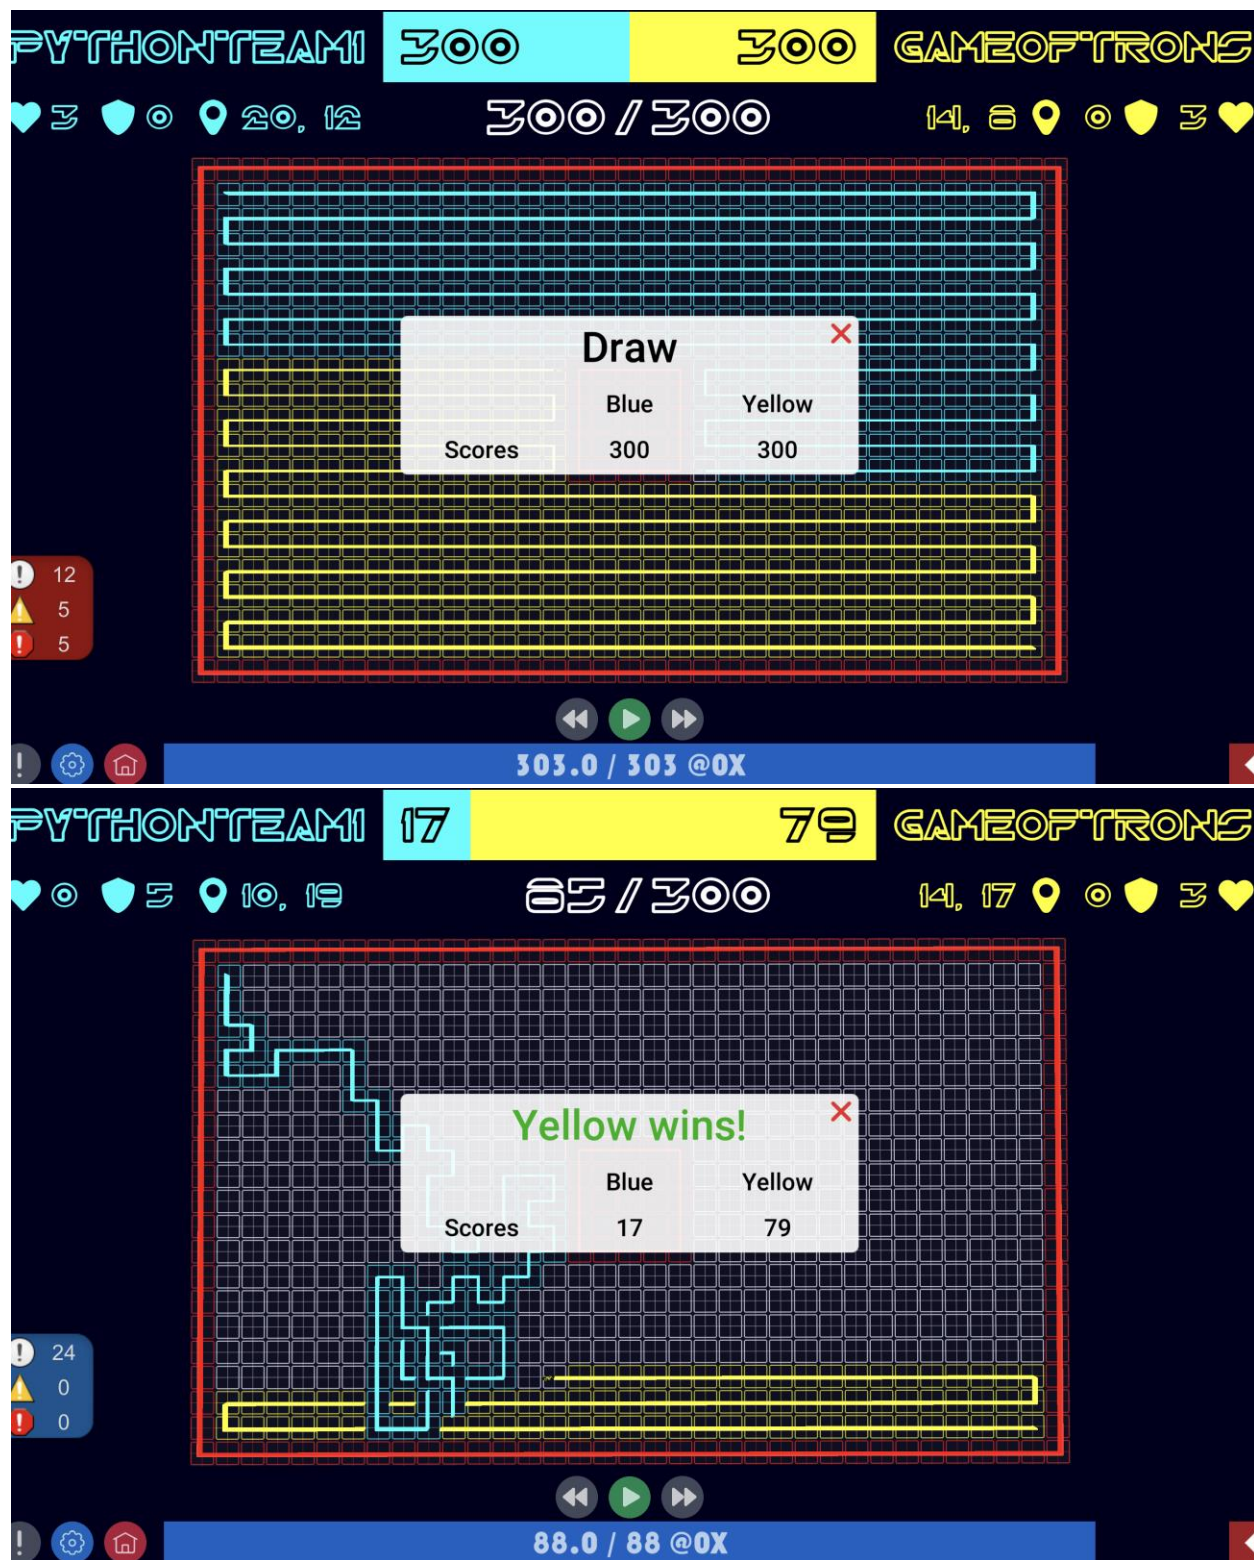 PYTHONTEAM1 300 300 GAMEOFTRONS
3 0 20, 12 300 / 300 14, 8 0 3
Draw
Blue Yellow
Scores 300 300
12
5
5
303.0 / 303 @0X
PYTHONTEAM1 17 79 GAMEOFTRONS
0 5 10, 19 85 / 300 14, 17 0 3
Yellow wins!
Blue Yellow
Scores 17 79
24
0
0
88.0 / 88 @0X